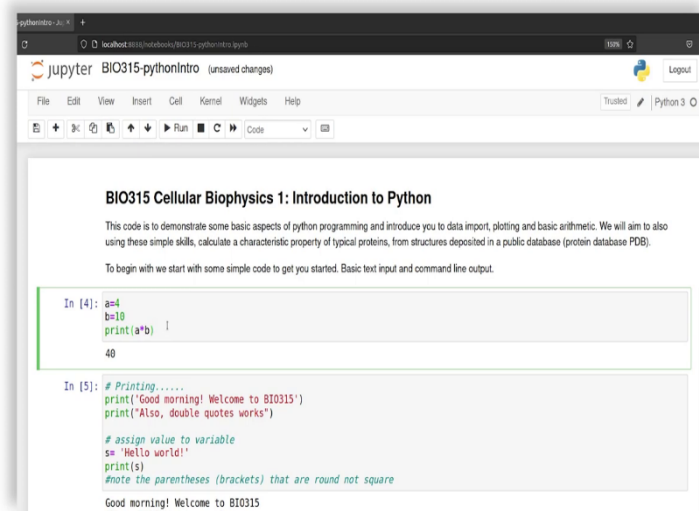 pythonIntro - Ju
localhost:8888/notebooks/BIO315-pythonIntro.ipynb
Jupyter BIO315-pythonIntro (unsaved changes)
Logout
File Edit View Insert Cell Kernel Widgets Help
Trusted Python 3
Run Code
BIO315 Cellular Biophysics 1: Introduction to Python
This code is to demonstrate some basic aspects of python programming and introduce you to data import, plotting and basic arithmetic. We will aim to also
using these simple skills, calculate a characteristic property of typical proteins, from structures deposited in a public database (protein database PDB).
To begin with we start with some simple code to get you started. Basic text input and command line output.
In [4]: a=4
b=10
print(a*b)
40
In [5]: # Printing......
print('Good morning! Welcome to BIO315')
print("Also, double quotes works")
# assign value to variable
s= 'Hello world!'
print(s)
#note the parentheses (brackets) that are round not square
Good morning! Welcome to BIO315